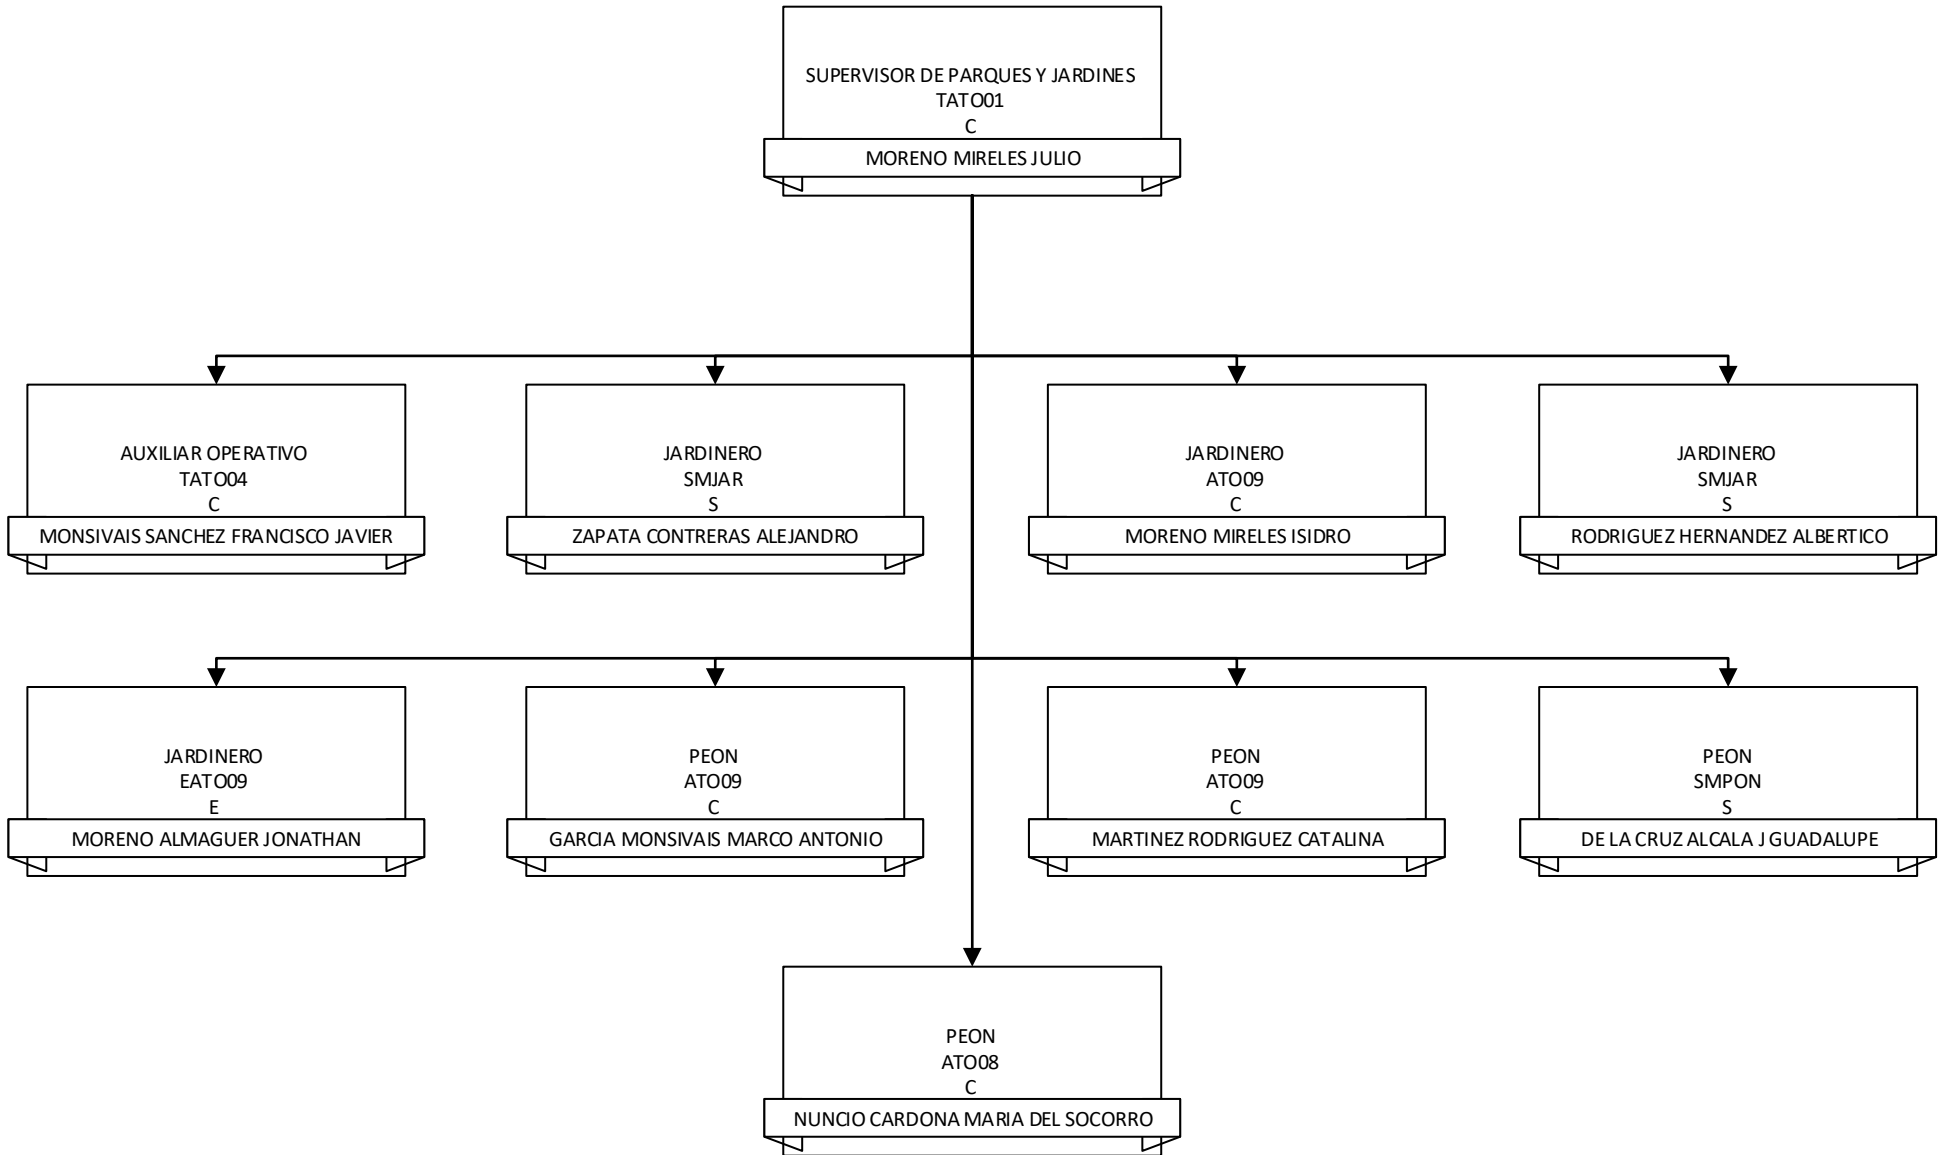 SUPERVISOR DE PARQUES Y JARDINES
TATO01
C
MORENO MIRELES JULIO
AUXILIAR OPERATIVO
TATO04
C
MONSIVAIS SANCHEZ FRANCISCO JAVIER
JARDINERO
SMJAR
S
ZAPATA CONTRERAS ALEJANDRO
JARDINERO
ATO09
C
MORENO MIRELES ISIDRO
JARDINERO
SMJAR
S
RODRIGUEZ HERNANDEZ ALBERTICO
JARDINERO
EATO09
E
MORENO ALMAGUER JONATHAN
PEON
ATO09
C
GARCIA MONSIVAIS MARCO ANTONIO
PEON
ATO09
C
MARTINEZ RODRIGUEZ CATALINA
PEON
SMPON
S
DE LA CRUZ ALCALA J GUADALUPE
PEON
ATO08
C
NUNCIO CARDONA MARIA DEL SOCORRO